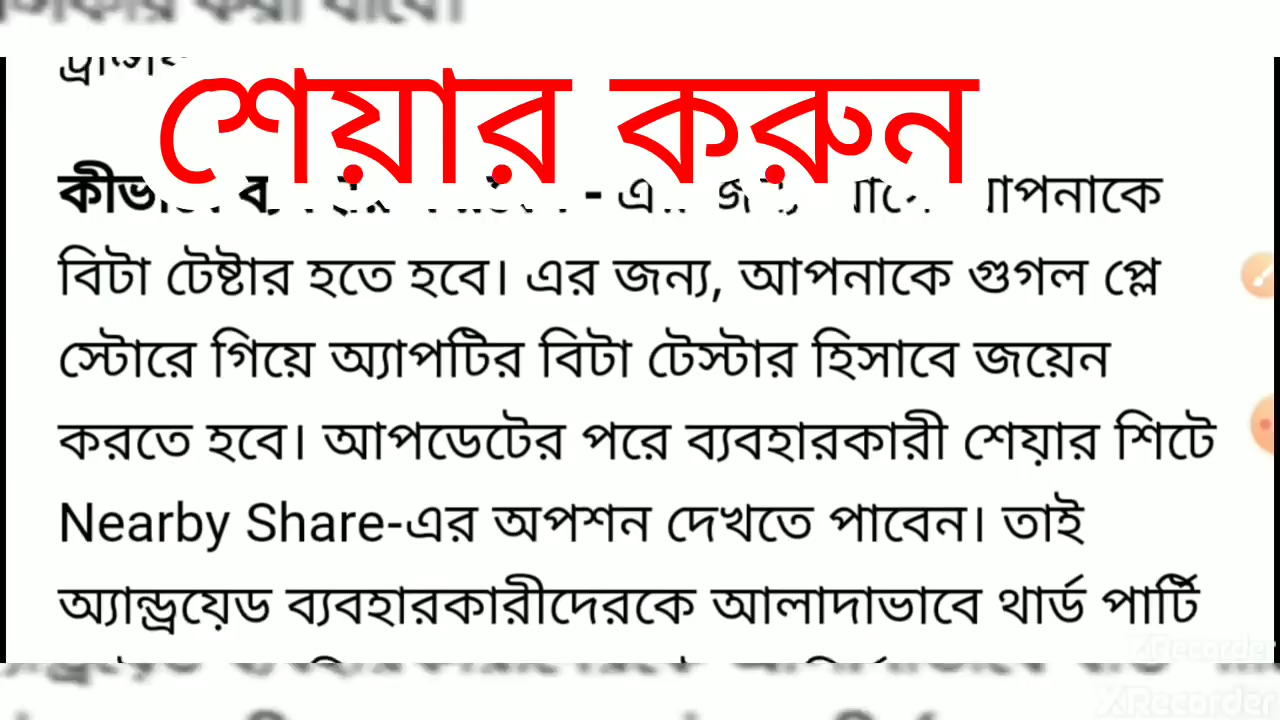 শেয়ার করুন
আপনাকে
বিটা টেষ্টার হতে হবে। এর জন্য, আপনাকে গুগল প্লে
স্টোরে গিয়ে অ্যাপটির বিটা টেস্টার হিসাবে জয়েন
করতে হবে। আপডেটের পরে ব্যবহারকারী শেয়ার শিটে
Nearby Share-এর অপশন দেখতে পাবেন। তাই
অ্যান্ড্রয়েড ব্যবহারকারীদেরকে আলাদাভাবে থার্ড পার্টি
XRecorder
XRecorder